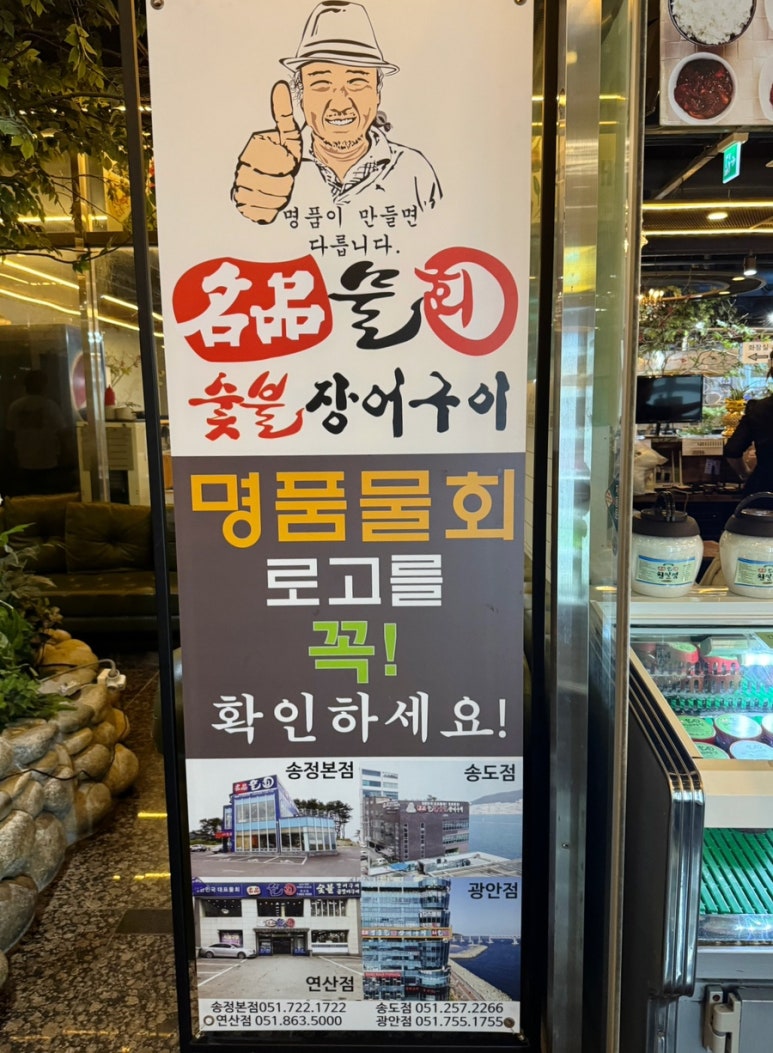 명품이 만들면
다릅니다.
名品물회
숯불장어구이
명품물회
로고를
꼭!
확인하세요!
송정본점
송도점
광안점
연산점
송정본점051.722.1722
송도점 051.257.2266
연산점 051.863.5000
광안점 051.755.1755